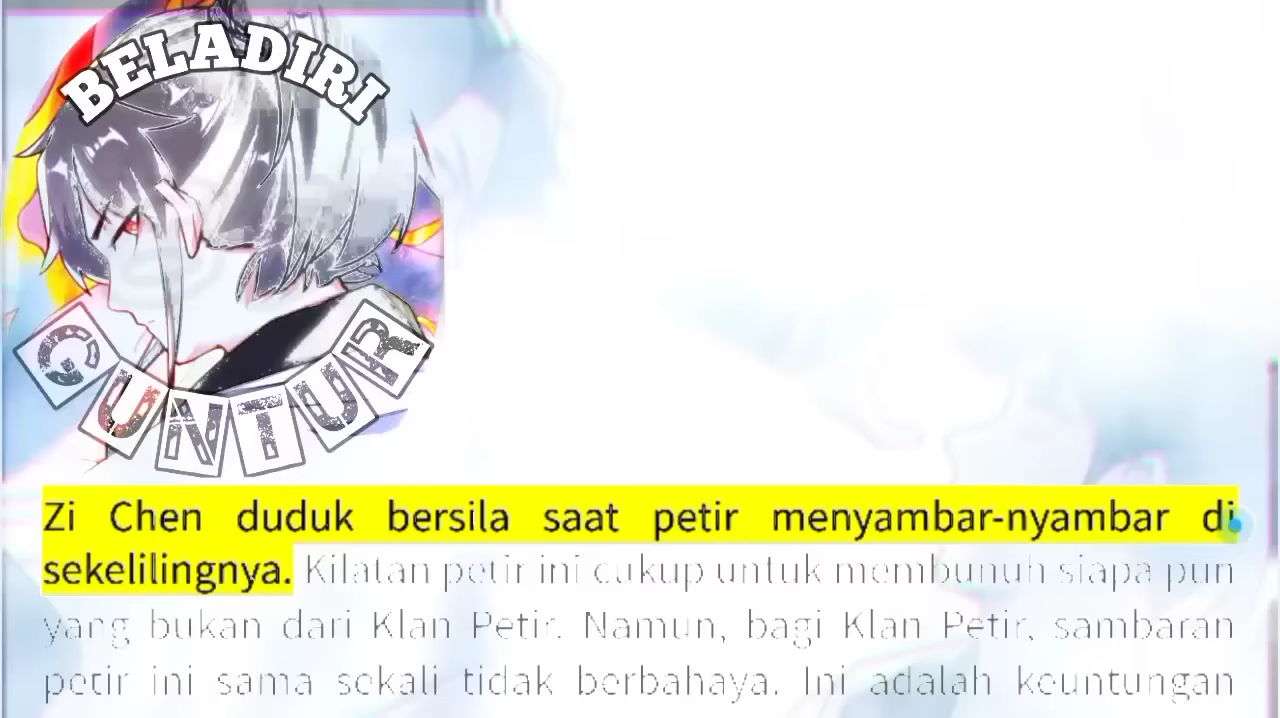 BELADIRI
GUNTUR
Zi Chen duduk bersila saat petir menyambar-nyambar di
sekelilingnya. Kilatan petir ini cukup untuk membunuh siapa pun
yang bukan dari Klan Petir. Namun, bagi Klan Petir, sambaran
petir ini sama sekali tidak berbahaya. Ini adalah keuntungan